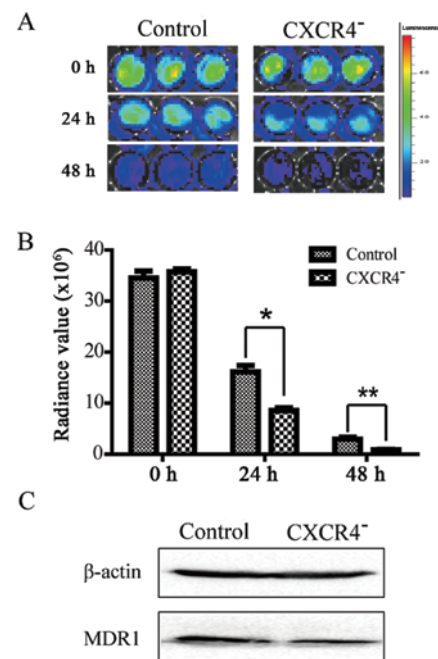 A
Control CXCR4⁻
Luminescence
0 h
24 h
48 h
B
40
30
20
10
0
Radiance value (x10⁶)
Control
CXCR4⁻
*
**
0 h 24 h 48 h
C
Control CXCR4⁻
β-actin
MDR1